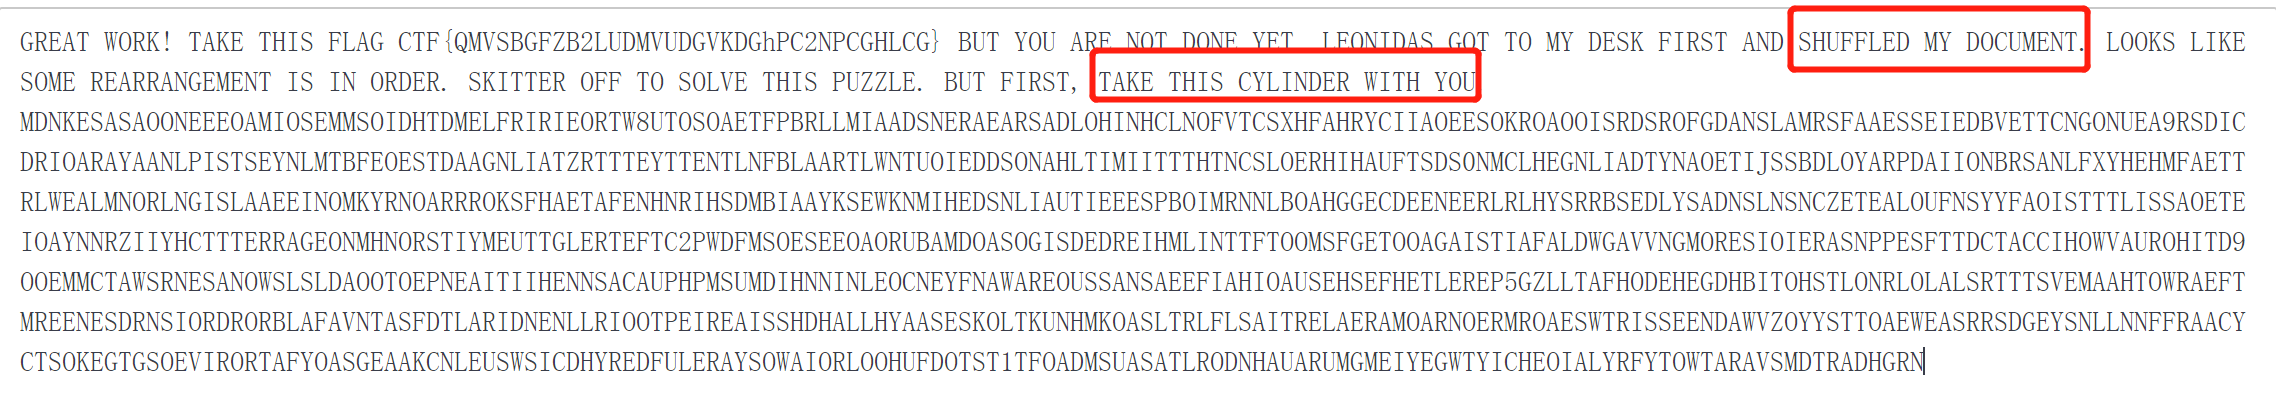 GREAT WORK! TAKE THIS FLAG CTF{QMVSBGFZB2LUDMVUDGVKDGhPC2NPCGHLCG} BUT YOU ARE NOT DONE YET. LEONIDAS GOT TO MY DESK FIRST AND SHUFFLED MY DOCUMENT. LOOKS LIKE
SOME REARRANGEMENT IS IN ORDER. SKITTER OFF TO SOLVE THIS PUZZLE. BUT FIRST, TAKE THIS CYLINDER WITH YOU
MDNKESASAOONEEEOAMIOSEMMSOIDHTDMELFRIRIEORTW8UTOSOAETFPBRLLMIAADSNERAEARSADLOHINHCLNOFVTCSXHFAHRYCIIAOEESOKROAOOISRDSROFGDANSLAMRSFAAESSEIEDBVETTCNGONUEA9RSDIC
DRIOARAYAANLPISTSEYNLMTBFEOESTDAAGNLIATZRTTTEYTTENTLNFBLAARTLWNTUOIEDDSONAHLTIMIITTTHTNCSLOERHIHAUFTSDSONMCLHEGNLIADTYNAOETIJSSBDLOYARPDAIIONBRSANLFXYHEHMFAETT
RLWEALMNORLNGISLAAEEINOMKYRNOARRROKSFHAETAFENHNRIHSDMBIAAYKSEWKNMIHEDSNLIAUTIEEESPBOIMRNNLBOAHGGECDEENEERLRLHYSRRBSEDLYSADNSLNSNCZETEALOUFNSYYFAOISTTTLISSAOETE
IOAYNNRZIIYHCTTTERRAGEONMHNORSTIYMEUTTGLERTEFTC2PWDFMSOESEEOAORUBAMDOASOGISDEDREIHMLINTTFTOOMSFGETOOAGAISTIAFALDWGAVVNGMORESIOIERASNPPESFTTDCTACCIHOWVAUROHITD9
OOEMMCTAWSRNESANOWSLSLDAOOTOEPNEAITIIHENNSACAUPHPMSUMDIHNNINLEOCNEYFNAWAREOUSSANSAEEFIAHIOAUSEHSEFHETLEREP5GZLLTAFHODEHEGDHBITOHSTLONRLOLALSRTTTSVEMAAHTOWRAEFT
MREENESDRNSIORDRORBLAFAVNTASFDTLARIDNENLLRIOOTPEIREAISSHDHALLHYAASESKOLTKUNHMKOASLTRLFLSAITRELAERAMOARNOERMROAESWTRISSEENDAWVZOYYSTTOAEWEASRRSDGEYSNLLNNFFRAACY
CTSOKEGTGSOEVIRORTAFYOASGEAAKCNLEUSWSICDHYREDFULERAYSOWAIORLOOHUFDOTST1TFOADMSUASATLRODNHAUARUMGMEIYEGWTYICHEOIALYRFYTOWTARAVSMDTRADHGRN